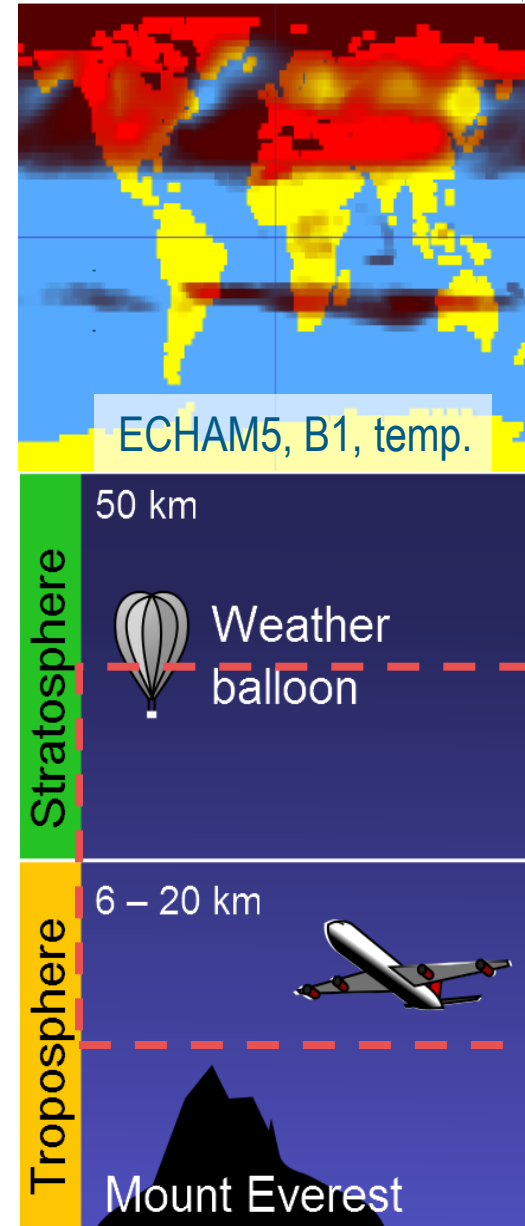 ECHAM5, B1, temp.
Stratosphere
50 km
Weather
balloon
Troposphere
6 – 20 km
Mount Everest